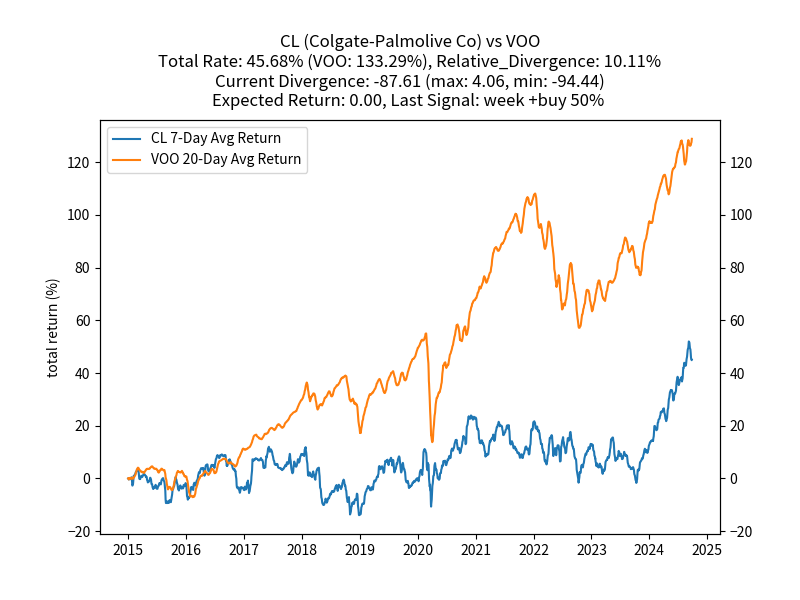 CL (Colgate-Palmolive Co) vs VOO
Total Rate: 45.68% (VOO: 133.29%), Relative_Divergence: 10.11%
Current Divergence: -87.61 (max: 4.06, min: -94.44)
Expected Return: 0.00, Last Signal: week +buy 50%
CL 7-Day Avg Return
VOO 20-Day Avg Return
total return (%)
120
100
80
60
40
20
0
−20
120
100
80
60
40
20
0
−20
2015 2016 2017 2018 2019 2020 2021 2022 2023 2024 2025